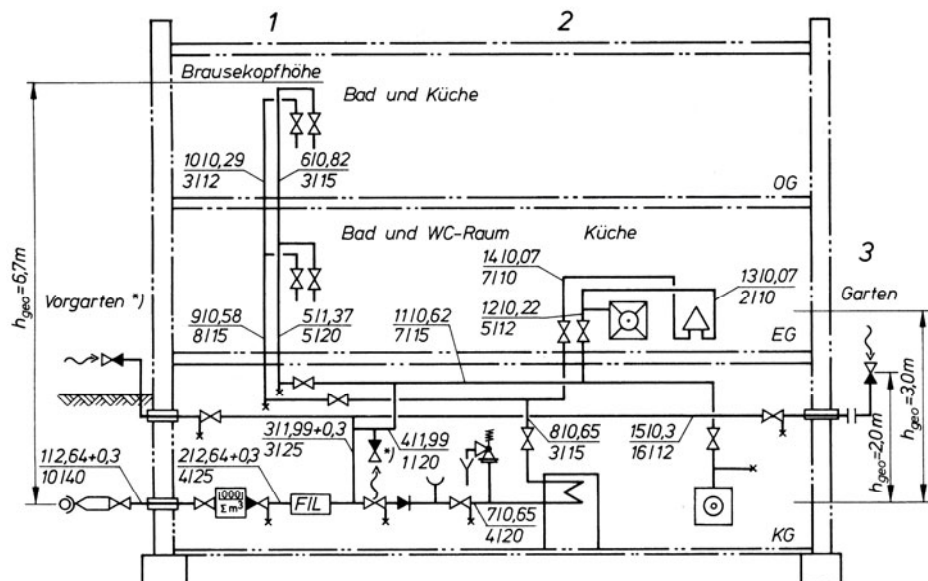 1
2
Brausekopfhöhe
Bad und Küche
10|0,29
3|12
6|0,82
3|15
OG
Bad und WC-Raum
Küche
3
14|0,07
7|10
13|0,07
2|10
hgeo=6,7m
Vorgarten *)
12|0,22
5|12
Garten
9|0,58
8|15
5|1,37
5|20
11|0,62
7|15
EG
3|1,99+0,3
3|25
*)
4|1,99
1|20
8|0,65
3|15
15|0,3
16|12
hgeo=2,0m
hgeo=3,0m
1|2,64+0,3
10|40
2|2,64+0,3
4|25
000
Σm³
FIL
7|0,65
4|20
KG